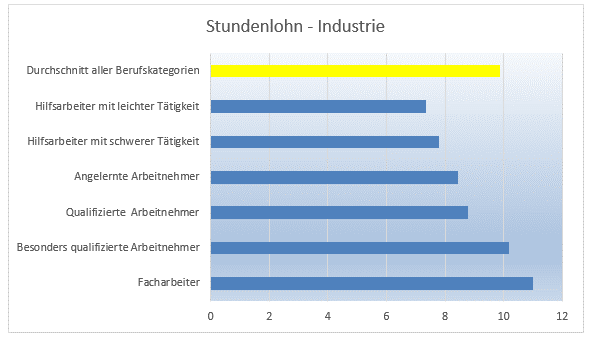 Stundenlohn - Industrie
Durchschnitt aller Berufskategorien
Hilfsarbeiter mit leichter Tätigkeit
Hilfsarbeiter mit schwerer Tätigkeit
Angelernte Arbeitnehmer
Qualifizierte Arbeitnehmer
Besonders qualifizierte Arbeitnehmer
Facharbeiter
0 2 4 6 8 10 12